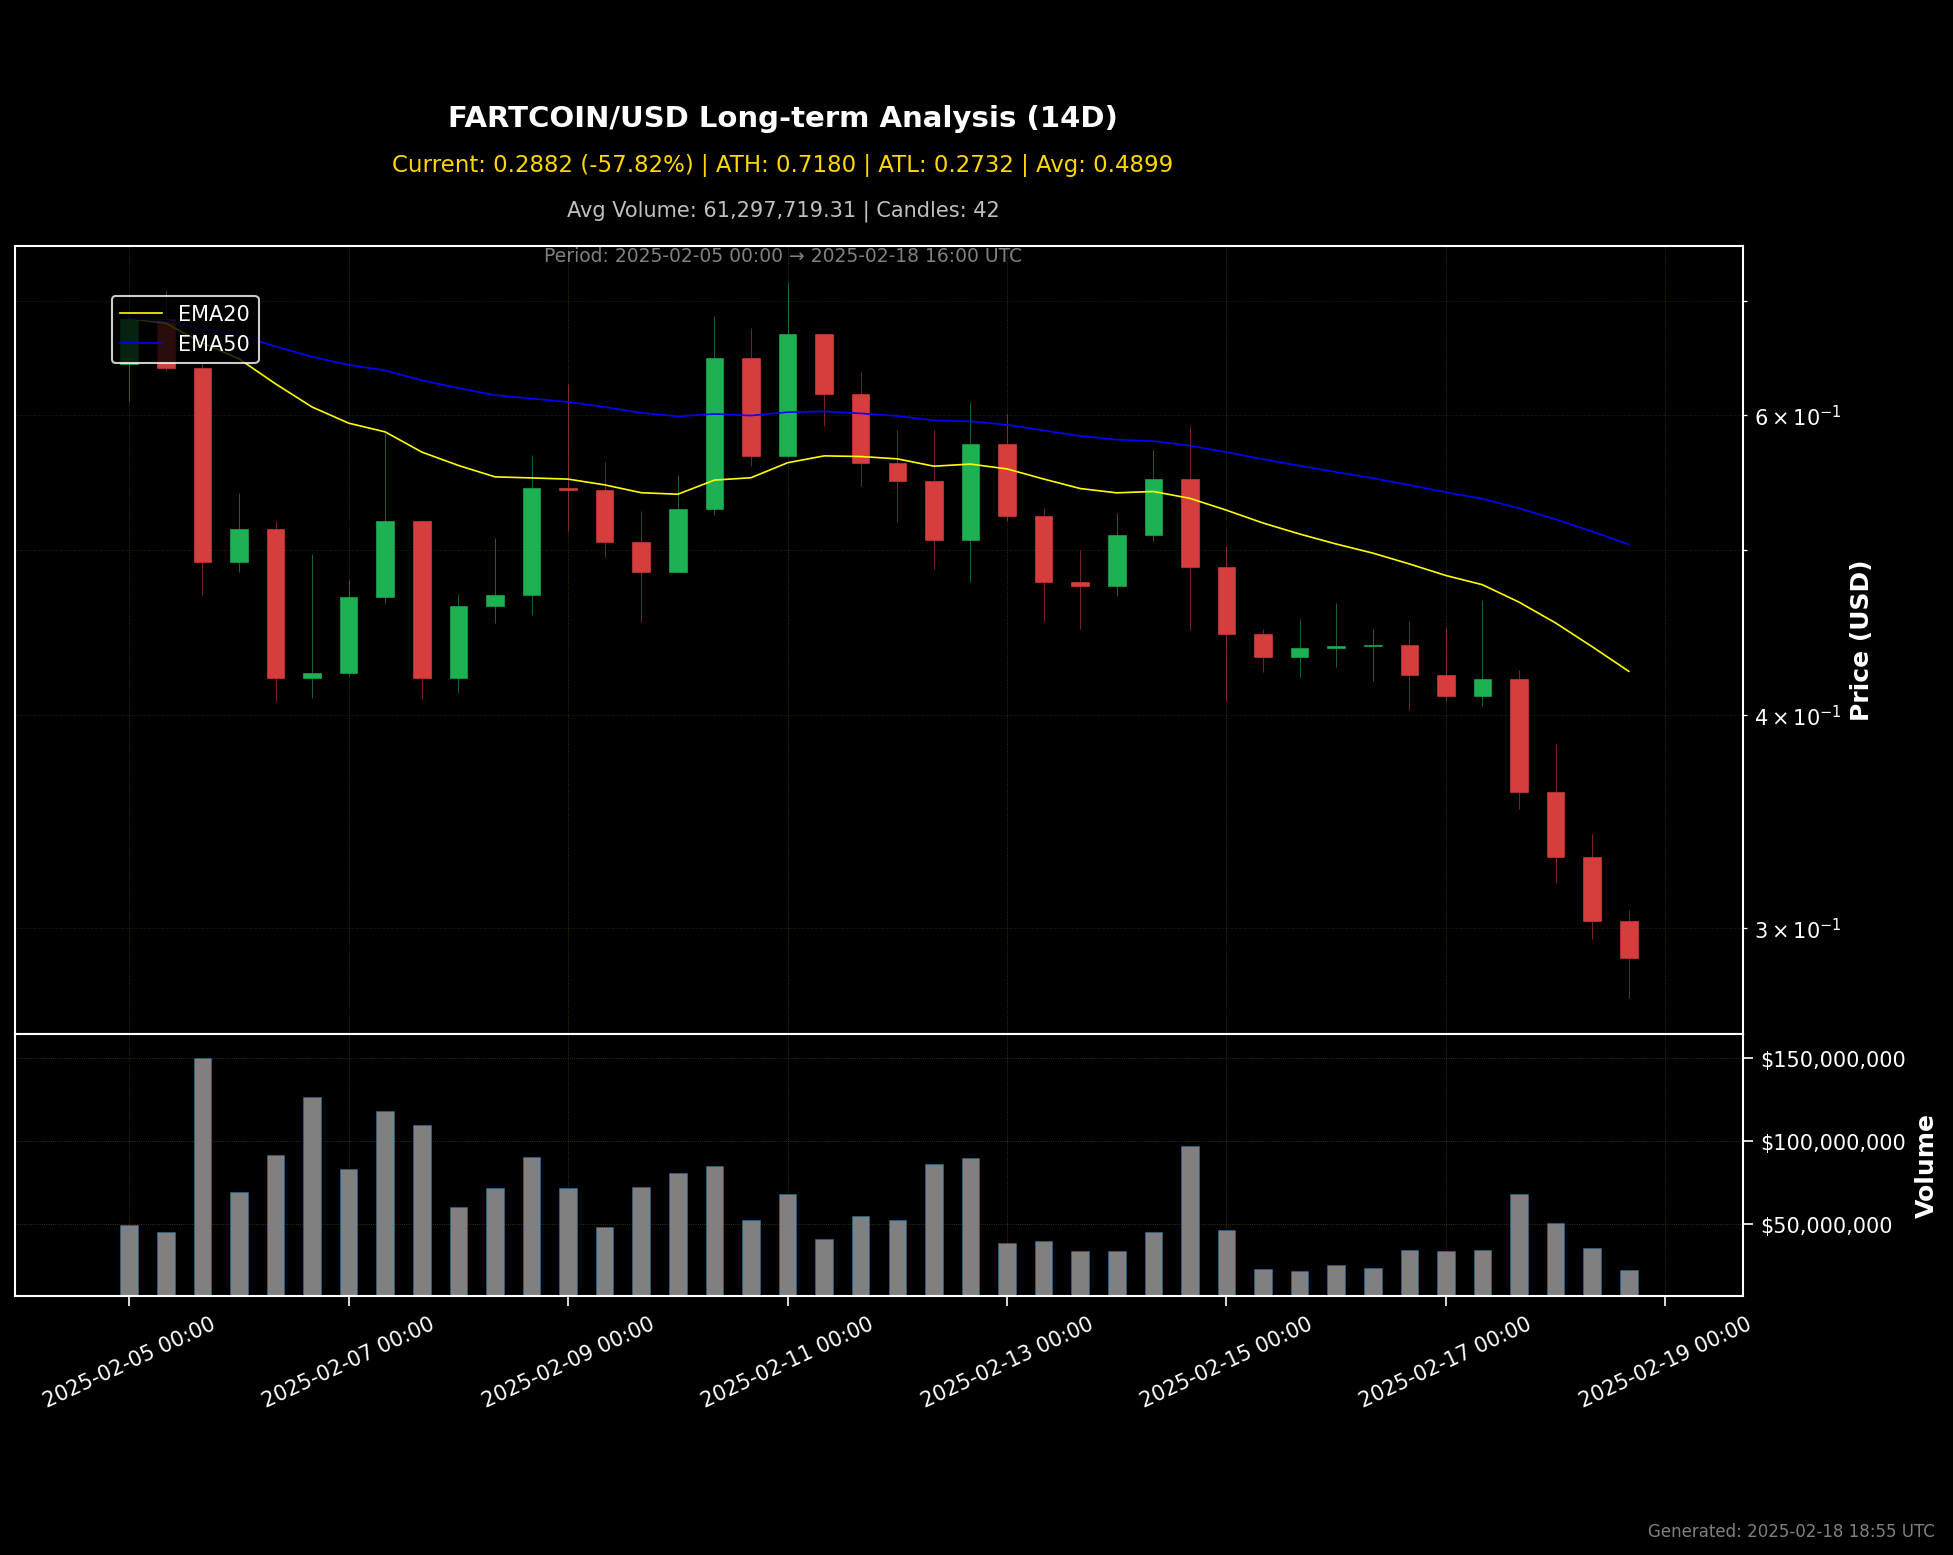 FARTCOIN/USD Long-term Analysis (14D)
Current: 0.2882 (-57.82%) | ATH: 0.7180 | ATL: 0.2732 | Avg: 0.4899
Avg Volume: 61,297,719.31 | Candles: 42
Period: 2025-02-05 00:00 → 2025-02-18 16:00 UTC
EMA20
EMA50
6 × 10⁻¹
4 × 10⁻¹
3 × 10⁻¹
Price (USD)
$150,000,000
$100,000,000
$50,000,000
Volume
2025-02-05 00:00
2025-02-07 00:00
2025-02-09 00:00
2025-02-11 00:00
2025-02-13 00:00
2025-02-15 00:00
2025-02-17 00:00
2025-02-19 00:00
Generated: 2025-02-18 18:55 UTC